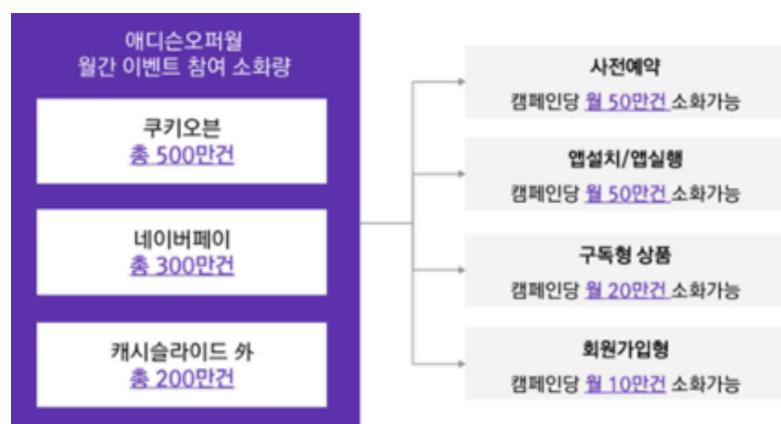 애디슨오퍼월
월간 이벤트 참여 소화량
쿠키오븐
총 500만건
네이버페이
총 300만건
캐시슬라이드 外
총 200만건
사전예약
캠페인당 월 50만건 소화가능
앱설치/앱실행
캠페인당 월 50만건 소화가능
구독형 상품
캠페인당 월 20만건 소화가능
회원가입형
캠페인당 월 10만건 소화가능